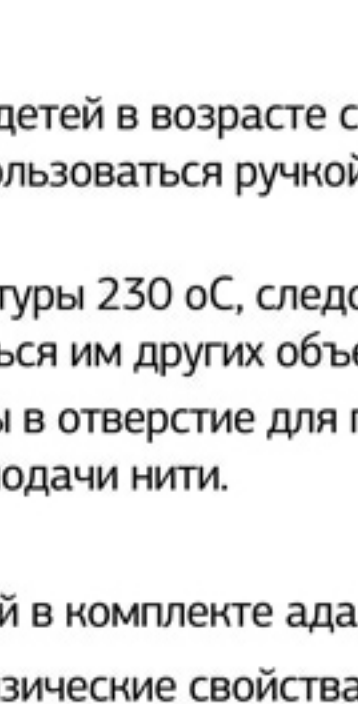 детей в возрасте с
ользоваться ручкой
туры 230 оС, следо
ься им других объе
ы в отверстие для п
одачи нити.
й в комплекте ада
зические свойства